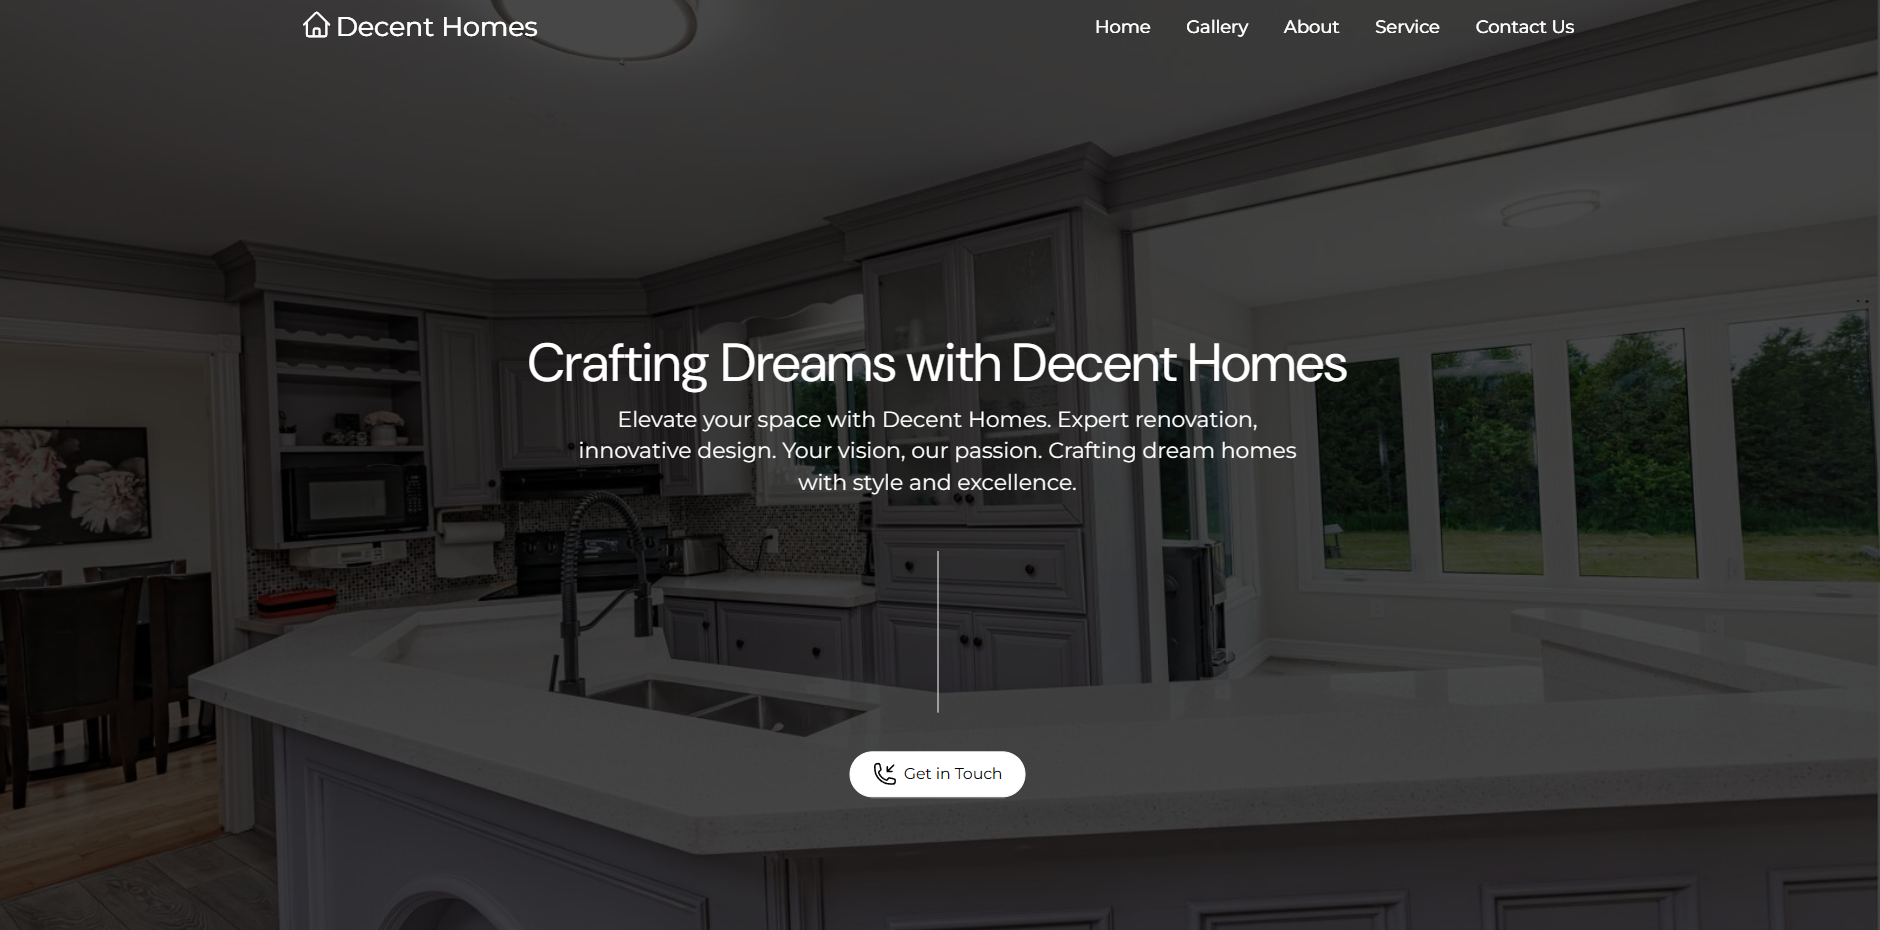 Decent Homes
Home Gallery About Service Contact Us
Crafting Dreams with Decent Homes
Elevate your space with Decent Homes. Expert renovation,
innovative design. Your vision, our passion. Crafting dream homes
with style and excellence.
Get in Touch